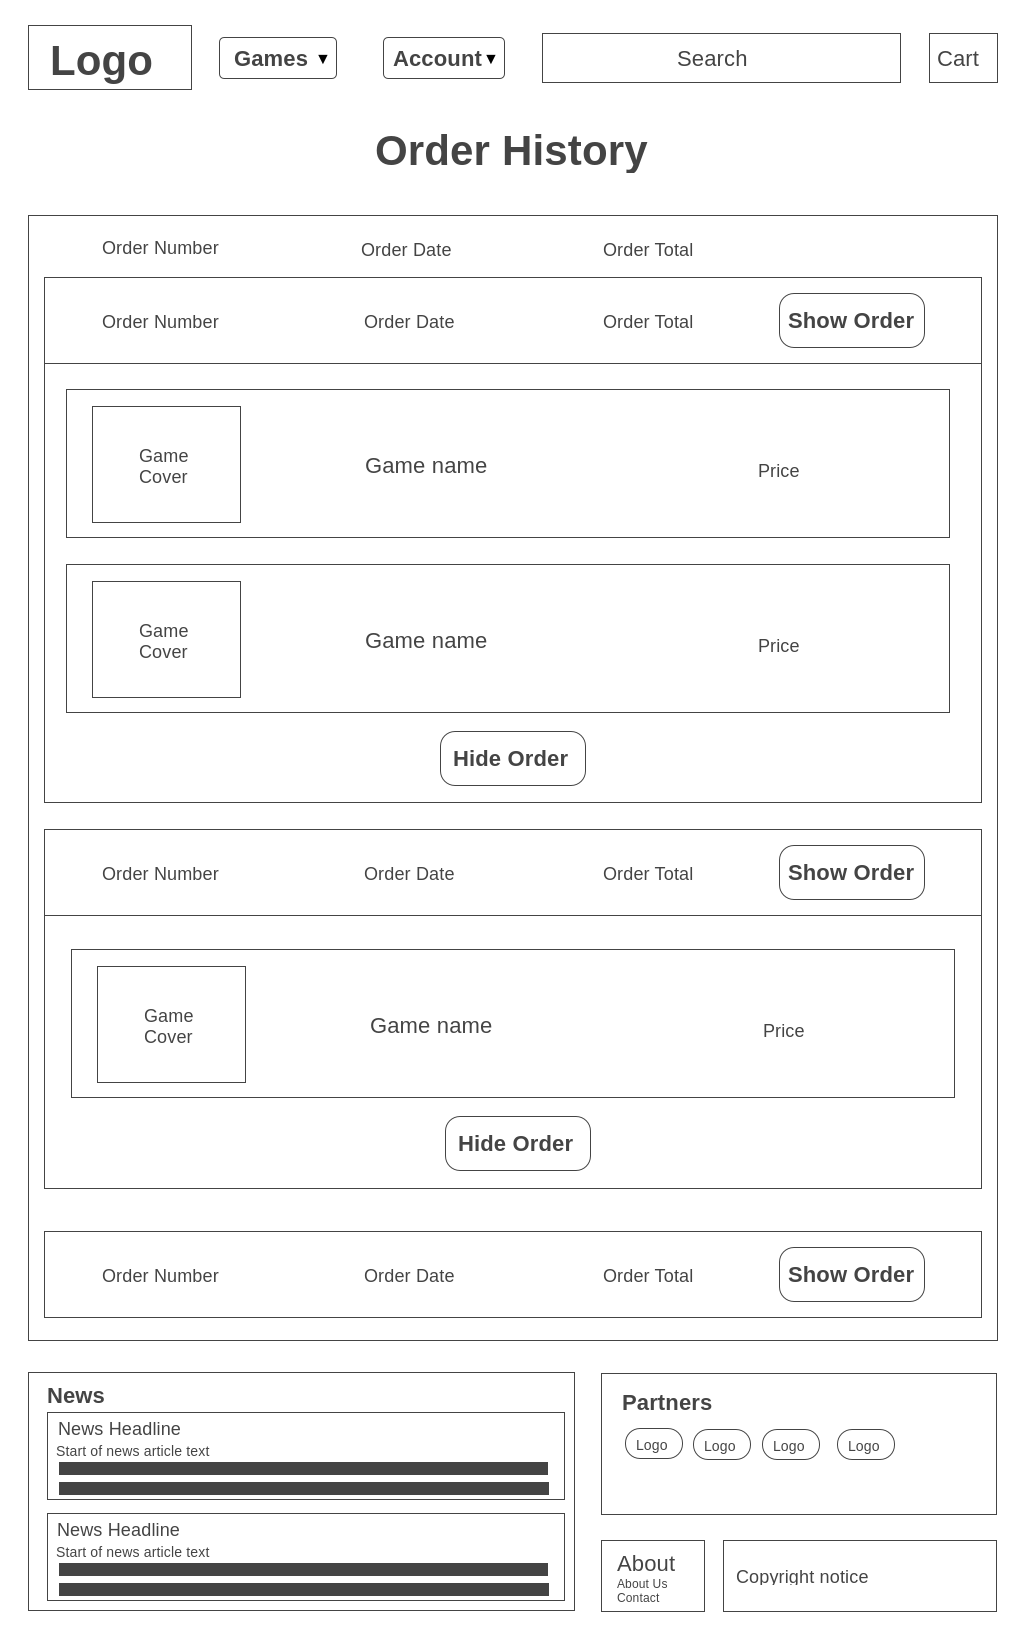 Logo
Games ▼
Account ▼
Search
Cart
Order History
Order Number Order Date Order Total
Order Number Order Date Order Total Show Order
Game
Cover
Game name
Price
Game
Cover
Game name
Price
Hide Order
Order Number Order Date Order Total Show Order
Game
Cover
Game name
Price
Hide Order
Order Number Order Date Order Total Show Order
News
News Headline
Start of news article text
News Headline
Start of news article text
Partners
Logo Logo Logo Logo
About
About Us
Contact
Copyright notice